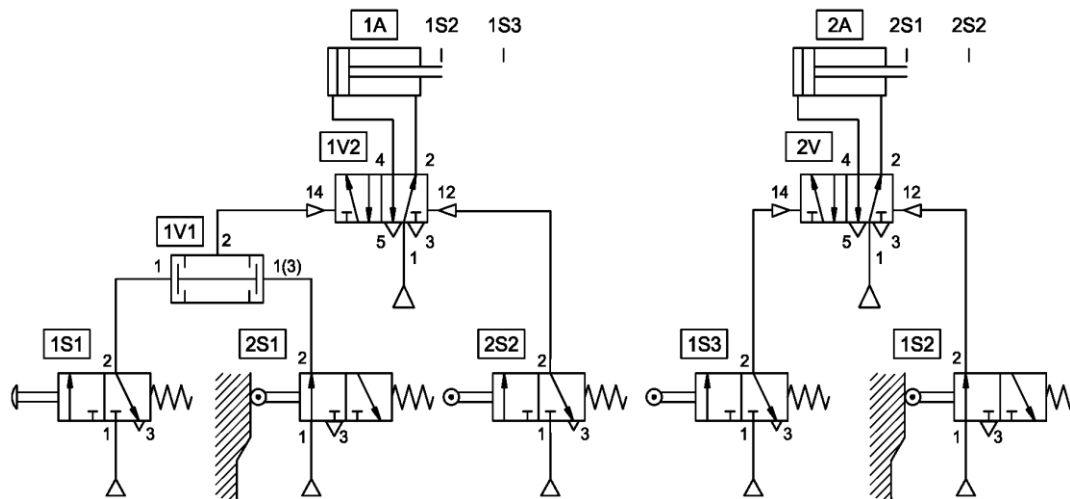 1A 1S2 1S3 2A 2S1 2S2
1V2 4 2 2V 4 2
14 12 14 12
1V1 2 5 3 5 3
1 1(3) 1 1
1S1 2 2S1 2 2S2 2 1S3 2 1S2 2
1 3 1 3 1 3 1 3 1 3